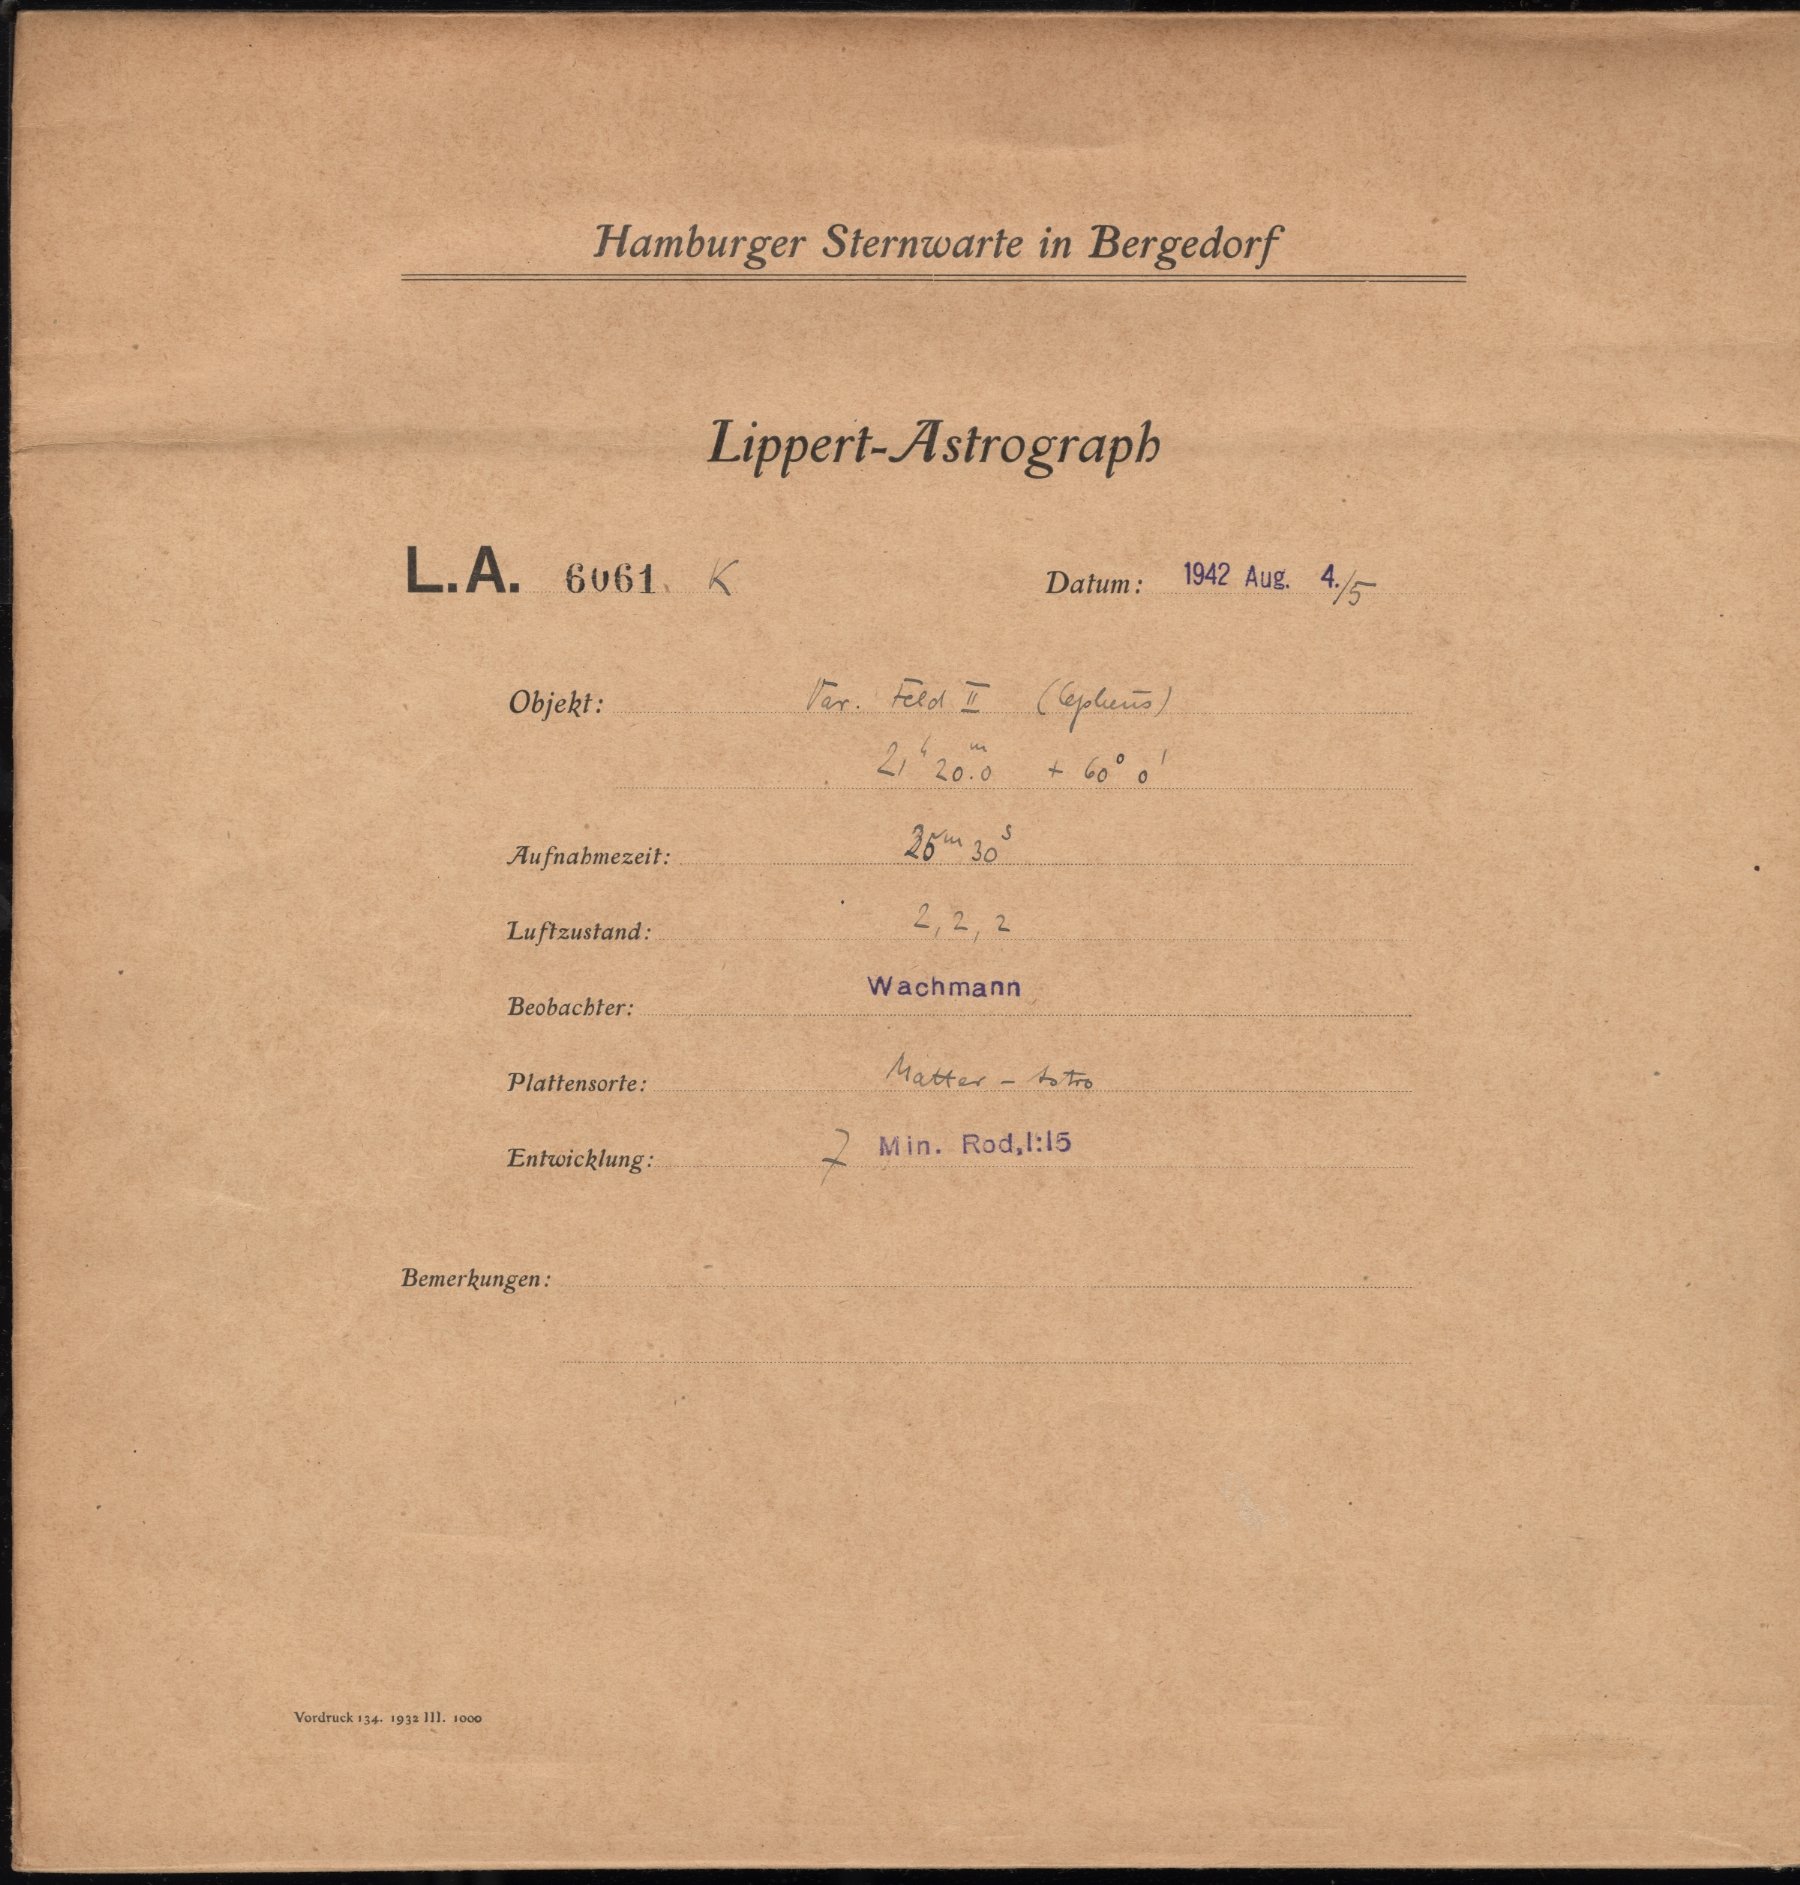 Hamburger Sternwarte in Bergedorf
Lippert-Astrograph
L.A. 6061 K Datum: 1942 Aug. 4./5
Objekt: Var. Feld II (Cepheus)
21h 20.0m + 60° 0'
Aufnahmezeit: 30s
Luftzustand: 2, 2, 2
Beobachter: Wachmann
Plattensorte: Matter - Astro
Entwicklung: 7 Min. Rod,1:15
Bemerkungen:
Vordruck 134. 1932 III. 1000